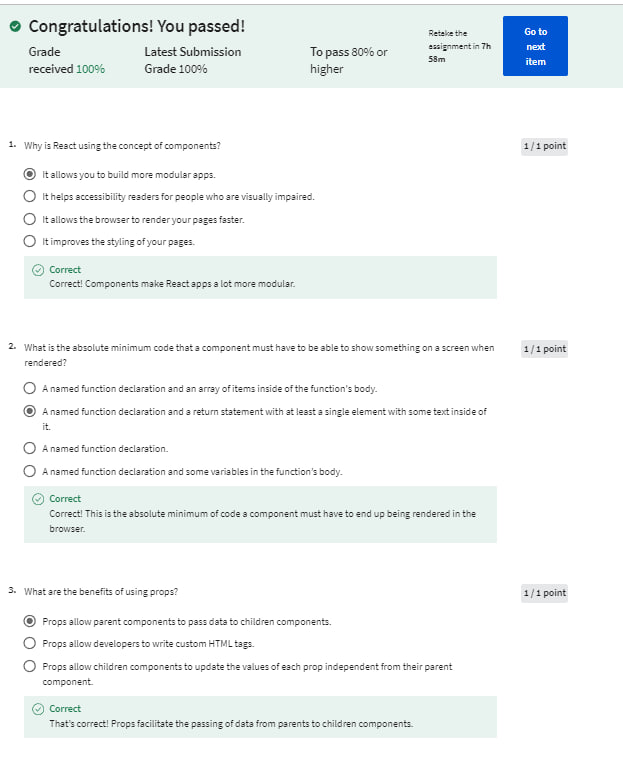 Congratulations! You passed!
Grade
received 100%
Latest Submission
Grade 100%
To pass 80% or
higher
Retake the
assignment in 7h
58m
Go to
next
item
1. Why is React using the concept of components?
1 / 1 point
It allows you to build more modular apps.
It helps accessibility readers for people who are visually impaired.
It allows the browser to render your pages faster.
It improves the styling of your pages.
Correct
Correct! Components make React apps a lot more modular.
2. What is the absolute minimum code that a component must have to be able to show something on a screen when
rendered?
1 / 1 point
A named function declaration and an array of items inside of the function's body.
A named function declaration and a return statement with at least a single element with some text inside of
it.
A named function declaration.
A named function declaration and some variables in the function's body.
Correct
Correct! This is the absolute minimum of code a component must have to end up being rendered in the
browser.
3. What are the benefits of using props?
1 / 1 point
Props allow parent components to pass data to children components.
Props allow developers to write custom HTML tags.
Props allow children components to update the values of each prop independent from their parent
component.
Correct
That's correct! Props facilitate the passing of data from parents to children components.